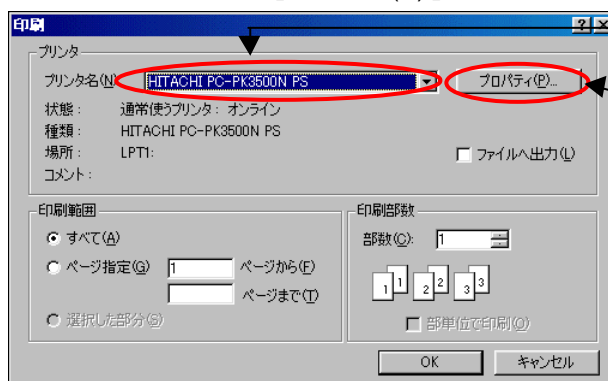 印刷
プリンタ
プリンタ名(N) HITACHI PC-PK3500N PS プロパティ(P)...
状態： 通常使うプリンタ： オンライン
種類： HITACHI PC-PK3500N PS
場所： LPT1:
コメント： ファイルへ出力(L)
印刷範囲
すべて(A)
ページ指定(G) 1 ページから(F)
ページまで(T)
選択した部分(S)
印刷部数
部数(C): 1
1 1 2 2 3 3
部単位で印刷(O)
OK キャンセル